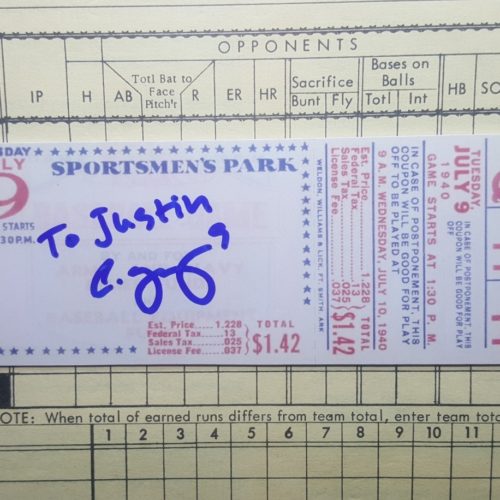 OPPONENTS
IP
H
AB
Totl Bat to
Face
Pitch'r
R
ER
HR
Sacrifice
Bunt Fly
Bases on
Balls
Totl Int
HB
SO
9
STARTS
SPORTSMEN'S PARK
To Justin
9
Est. Price......1.228
Federal Tax......13
Sales Tax.......025
License Fee.....037
TOTAL
$1.42
WELDON, WILLIAMS & LICK, FT. SMITH, ARK
Est. Price......1.228
Federal Tax......13
Sales Tax.......025
License Fee.....037
TOTAL
$1.42
IN CASE OF POSTPONEMENT, THIS
COUPON WILL BE GOOD FOR PLAY
OFF TO BE PLAYED AT
9 A.M. WEDNESDAY, JULY 10, 1940
TUESDAY,
JULY 9
1940
GAME STARTS AT 1:30 P. M.
IN CASE OF POSTPONEMENT, THIS
COUPON WILL BE GOOD FOR PLAY
OFF
NOTE: When total of earned runs differs from team total, enter team tota
1 2 3 4 5 6 7 8 9 10 11